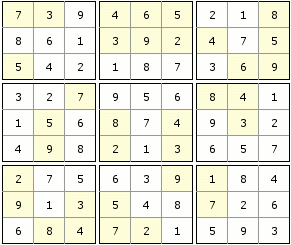 7 3 9 4 6 5 2 1 8
8 6 1 3 9 2 4 7 5
5 4 2 1 8 7 3 6 9
3 2 7 9 5 6 8 4 1
1 5 6 8 7 4 9 3 2
4 9 8 2 1 3 6 5 7
2 7 5 6 3 9 1 8 4
9 1 3 5 4 8 7 2 6
6 8 4 7 2 1 5 9 3